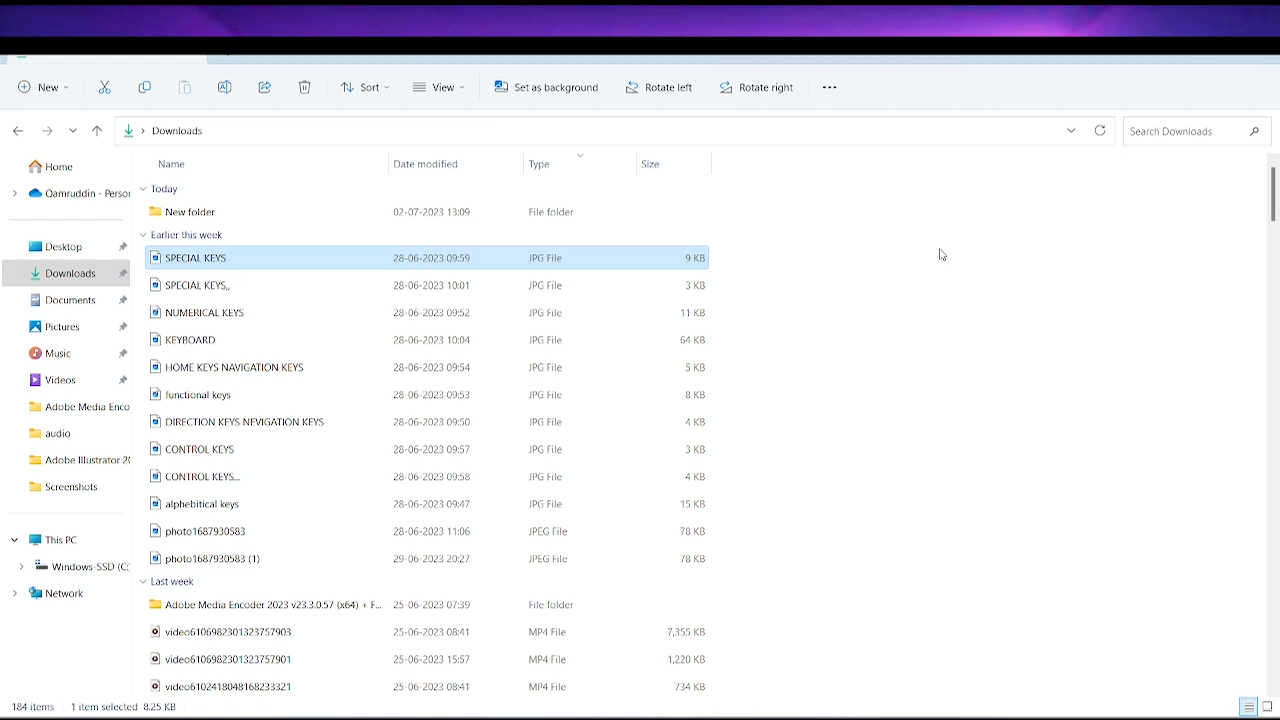 New
Sort
View
Set as background
Rotate left
Rotate right
Downloads
Search Downloads
Home
Qamruddin - Person
Desktop
Downloads
Documents
Pictures
Music
Videos
Adobe Media Enco
audio
Adobe Illustrator 20
Screenshots
This PC
Windows-SSD (C:
Network
Name Date modified Type Size
Today
New folder 02-07-2023 13:09 File folder
Earlier this week
SPECIAL KEYS 28-06-2023 09:59 JPG File 9 KB
SPECIAL KEYS,, 28-06-2023 10:01 JPG File 3 KB
NUMERICAL KEYS 28-06-2023 09:52 JPG File 11 KB
KEYBOARD 28-06-2023 10:04 JPG File 64 KB
HOME KEYS NAVIGATION KEYS 28-06-2023 09:54 JPG File 5 KB
functional keys 28-06-2023 09:53 JPG File 8 KB
DIRECTION KEYS NEVIGATION KEYS 28-06-2023 09:50 JPG File 4 KB
CONTROL KEYS 28-06-2023 09:57 JPG File 3 KB
CONTROL KEYS... 28-06-2023 09:58 JPG File 4 KB
alphebitical keys 28-06-2023 09:47 JPG File 15 KB
photo1687930583 28-06-2023 11:06 JPEG File 78 KB
photo1687930583 (1) 29-06-2023 20:27 JPEG File 78 KB
Last week
Adobe Media Encoder 2023 v23.3.0.57 (x64) + F... 25-06-2023 07:39 File folder
video6106982301323757903 25-06-2023 08:41 MP4 File 7,355 KB
video6106982301323757901 25-06-2023 15:57 MP4 File 1,220 KB
video6102418048168233321 25-06-2023 08:41 MP4 File 734 KB
184 items 1 item selected 8.25 KB